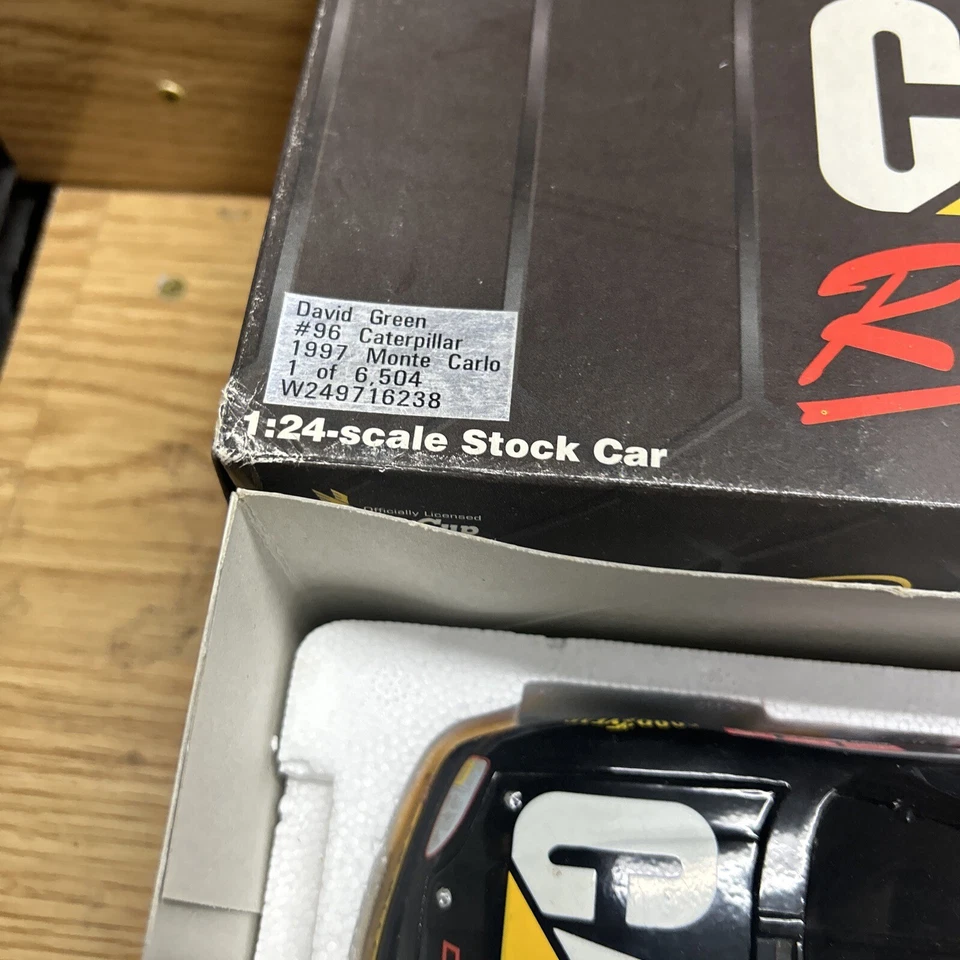 C
R
David Green
#96 Caterpillar
1997 Monte Carlo
1 of 6,504
W249716238
1:24-scale Stock Car
Officially Licensed
Cup
C